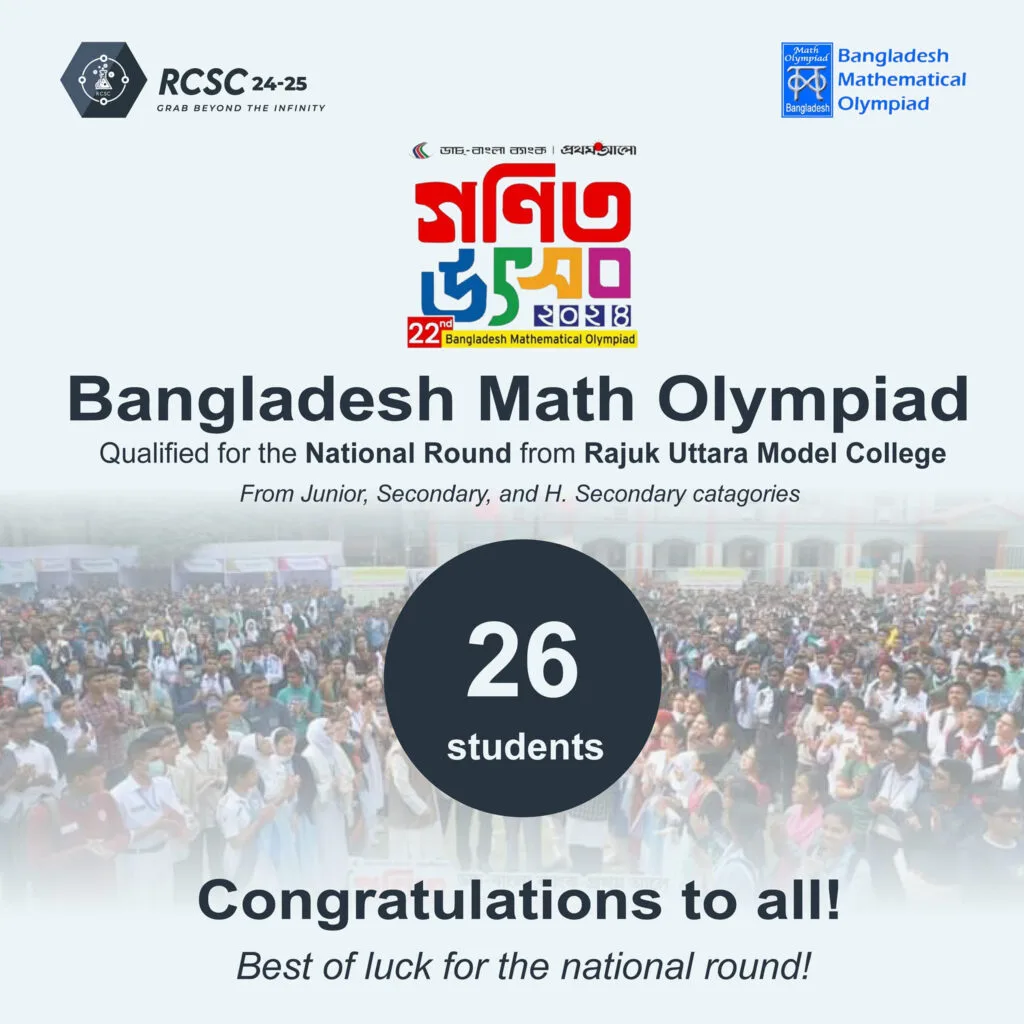 RCSC 24-25
GRAB BEYOND THE INFINITY
RCSC
Math
Olympiad
Bangladesh
Bangladesh
Mathematical
Olympiad
ডাচ্-বাংলা ব্যাংক | প্রথম আলো
গণিত
উৎসব
২০২৪
22nd Bangladesh Mathematical Olympiad
Bangladesh Math Olympiad
Qualified for the National Round from Rajuk Uttara Model College
From Junior, Secondary, and H. Secondary catagories
26
students
Congratulations to all!
Best of luck for the national round!